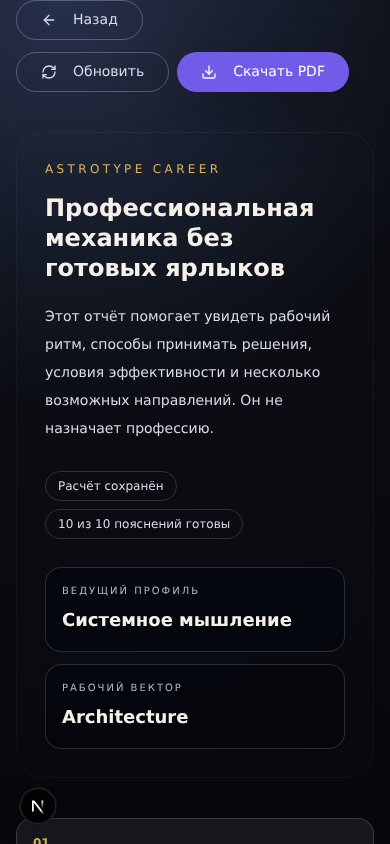 Назад
Обновить
Скачать PDF
ASTROTYPE CAREER
Профессиональная
механика без
готовых ярлыков
Этот отчёт помогает увидеть рабочий
ритм, способы принимать решения,
условия эффективности и несколько
возможных направлений. Он не
назначает профессию.
Расчёт сохранён
10 из 10 пояснений готовы
ВЕДУЩИЙ ПРОФИЛЬ
Системное мышление
РАБОЧИЙ ВЕКТОР
Architecture
N
01